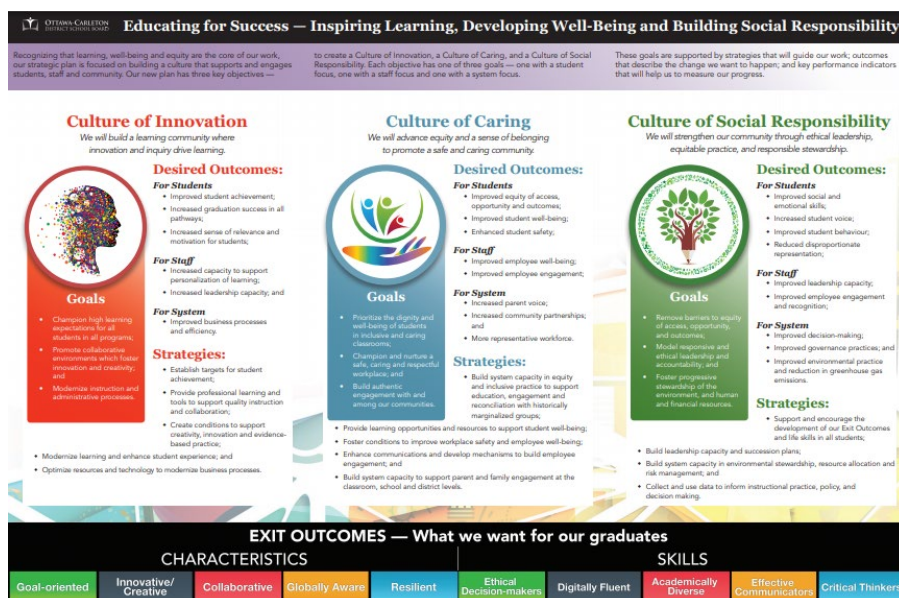 OTTAWA-CARLETON
DISTRICT SCHOOL BOARD
Educating for Success — Inspiring Learning, Developing Well-Being and Building Social Responsibility
Recognizing that learning, well-being and equity are the core of our work,
our strategic plan is focused on building a culture that supports and engages
students, staff and community. Our new plan has three key objectives —
to create a Culture of Innovation, a Culture of Caring, and a Culture of Social
Responsibility. Each objective has one of three goals — one with a student
focus, one with a staff focus and one with a system focus.
These goals are supported by strategies that will guide our work; outcomes
that describe the change we want to happen; and key performance indicators
that will help us to measure our progress.
Culture of Innovation
We will build a learning community where
innovation and inquiry drive learning.
Desired Outcomes:
For Students
• Improved student achievement;
• Increased graduation success in all
pathways;
• Increased sense of relevance and
motivation for students;
For Staff
• Increased capacity to support
personalization of learning;
• Increased leadership capacity; and
For System
• Improved business processes
and efficiency.
Goals
• Champion high learning
expectations for all
students in all programs;
• Promote collaborative
environments which foster
innovation and creativity;
and
• Modernize instruction and
administrative processes.
Strategies:
• Establish targets for student
achievement;
• Provide professional learning and
tools to support quality instruction
and collaboration;
• Create conditions to support
creativity, innovation and evidence-
based practice;
• Modernize learning and enhance student experience; and
• Optimize resources and technology to modernize business processes.
Culture of Caring
We will advance equity and a sense of belonging
to promote a safe and caring community.
Desired Outcomes:
For Students
• Improved equity of access,
opportunity and outcomes;
• Improved student well-being;
• Enhanced student safety;
For Staff
• Improved employee well-being;
• Improved employee engagement;
For System
• Increased parent voice;
• Increased community partnerships;
and
• More representative workforce.
Goals
• Prioritize the dignity and
well-being of students
in inclusive and caring
classrooms;
• Champion and nurture a
safe, caring and respectful
workplace; and
• Build authentic
engagement with and
among our communities.
Strategies:
• Build system capacity in equity
and inclusive practice to support
education, engagement and
reconciliation with historically
marginalized groups;
• Provide learning opportunities and resources to support student well-being;
• Foster conditions to improve workplace safety and employee well-being;
• Enhance communications and develop mechanisms to build employee
engagement; and
• Build system capacity to support parent and family engagement at the
classroom, school and district levels.
Culture of Social Responsibility
We will strengthen our community through ethical leadership,
equitable practice, and responsible stewardship.
Desired Outcomes:
For Students
• Improved social and
emotional skills;
• Increased student voice;
• Improved student behaviour;
• Reduced disproportionate
representation;
For Staff
• Improved leadership capacity;
• Improved employee engagement
and recognition;
For System
• Improved decision-making;
• Improved governance practices; and
• Improved environmental practice
and reduction in greenhouse gas
emissions.
Goals
• Remove barriers to equity
of access, opportunity,
and outcomes;
• Model responsive and
ethical leadership and
accountability; and
• Foster progressive
stewardship of the
environment, and human
and financial resources.
Strategies:
• Support and encourage the
development of our Exit Outcomes
and life skills in all students;
• Build leadership capacity and succession plans;
• Build system capacity in environmental stewardship, resource allocation and
risk management; and
• Collect and use data to inform instructional practice, policy, and
decision making.
EXIT OUTCOMES — What we want for our graduates
CHARACTERISTICS
SKILLS
Goal-oriented
Innovative/
Creative
Collaborative
Globally Aware
Resilient
Ethical
Decision-makers
Digitally Fluent
Academically
Diverse
Effective
Communicators
Critical Thinkers